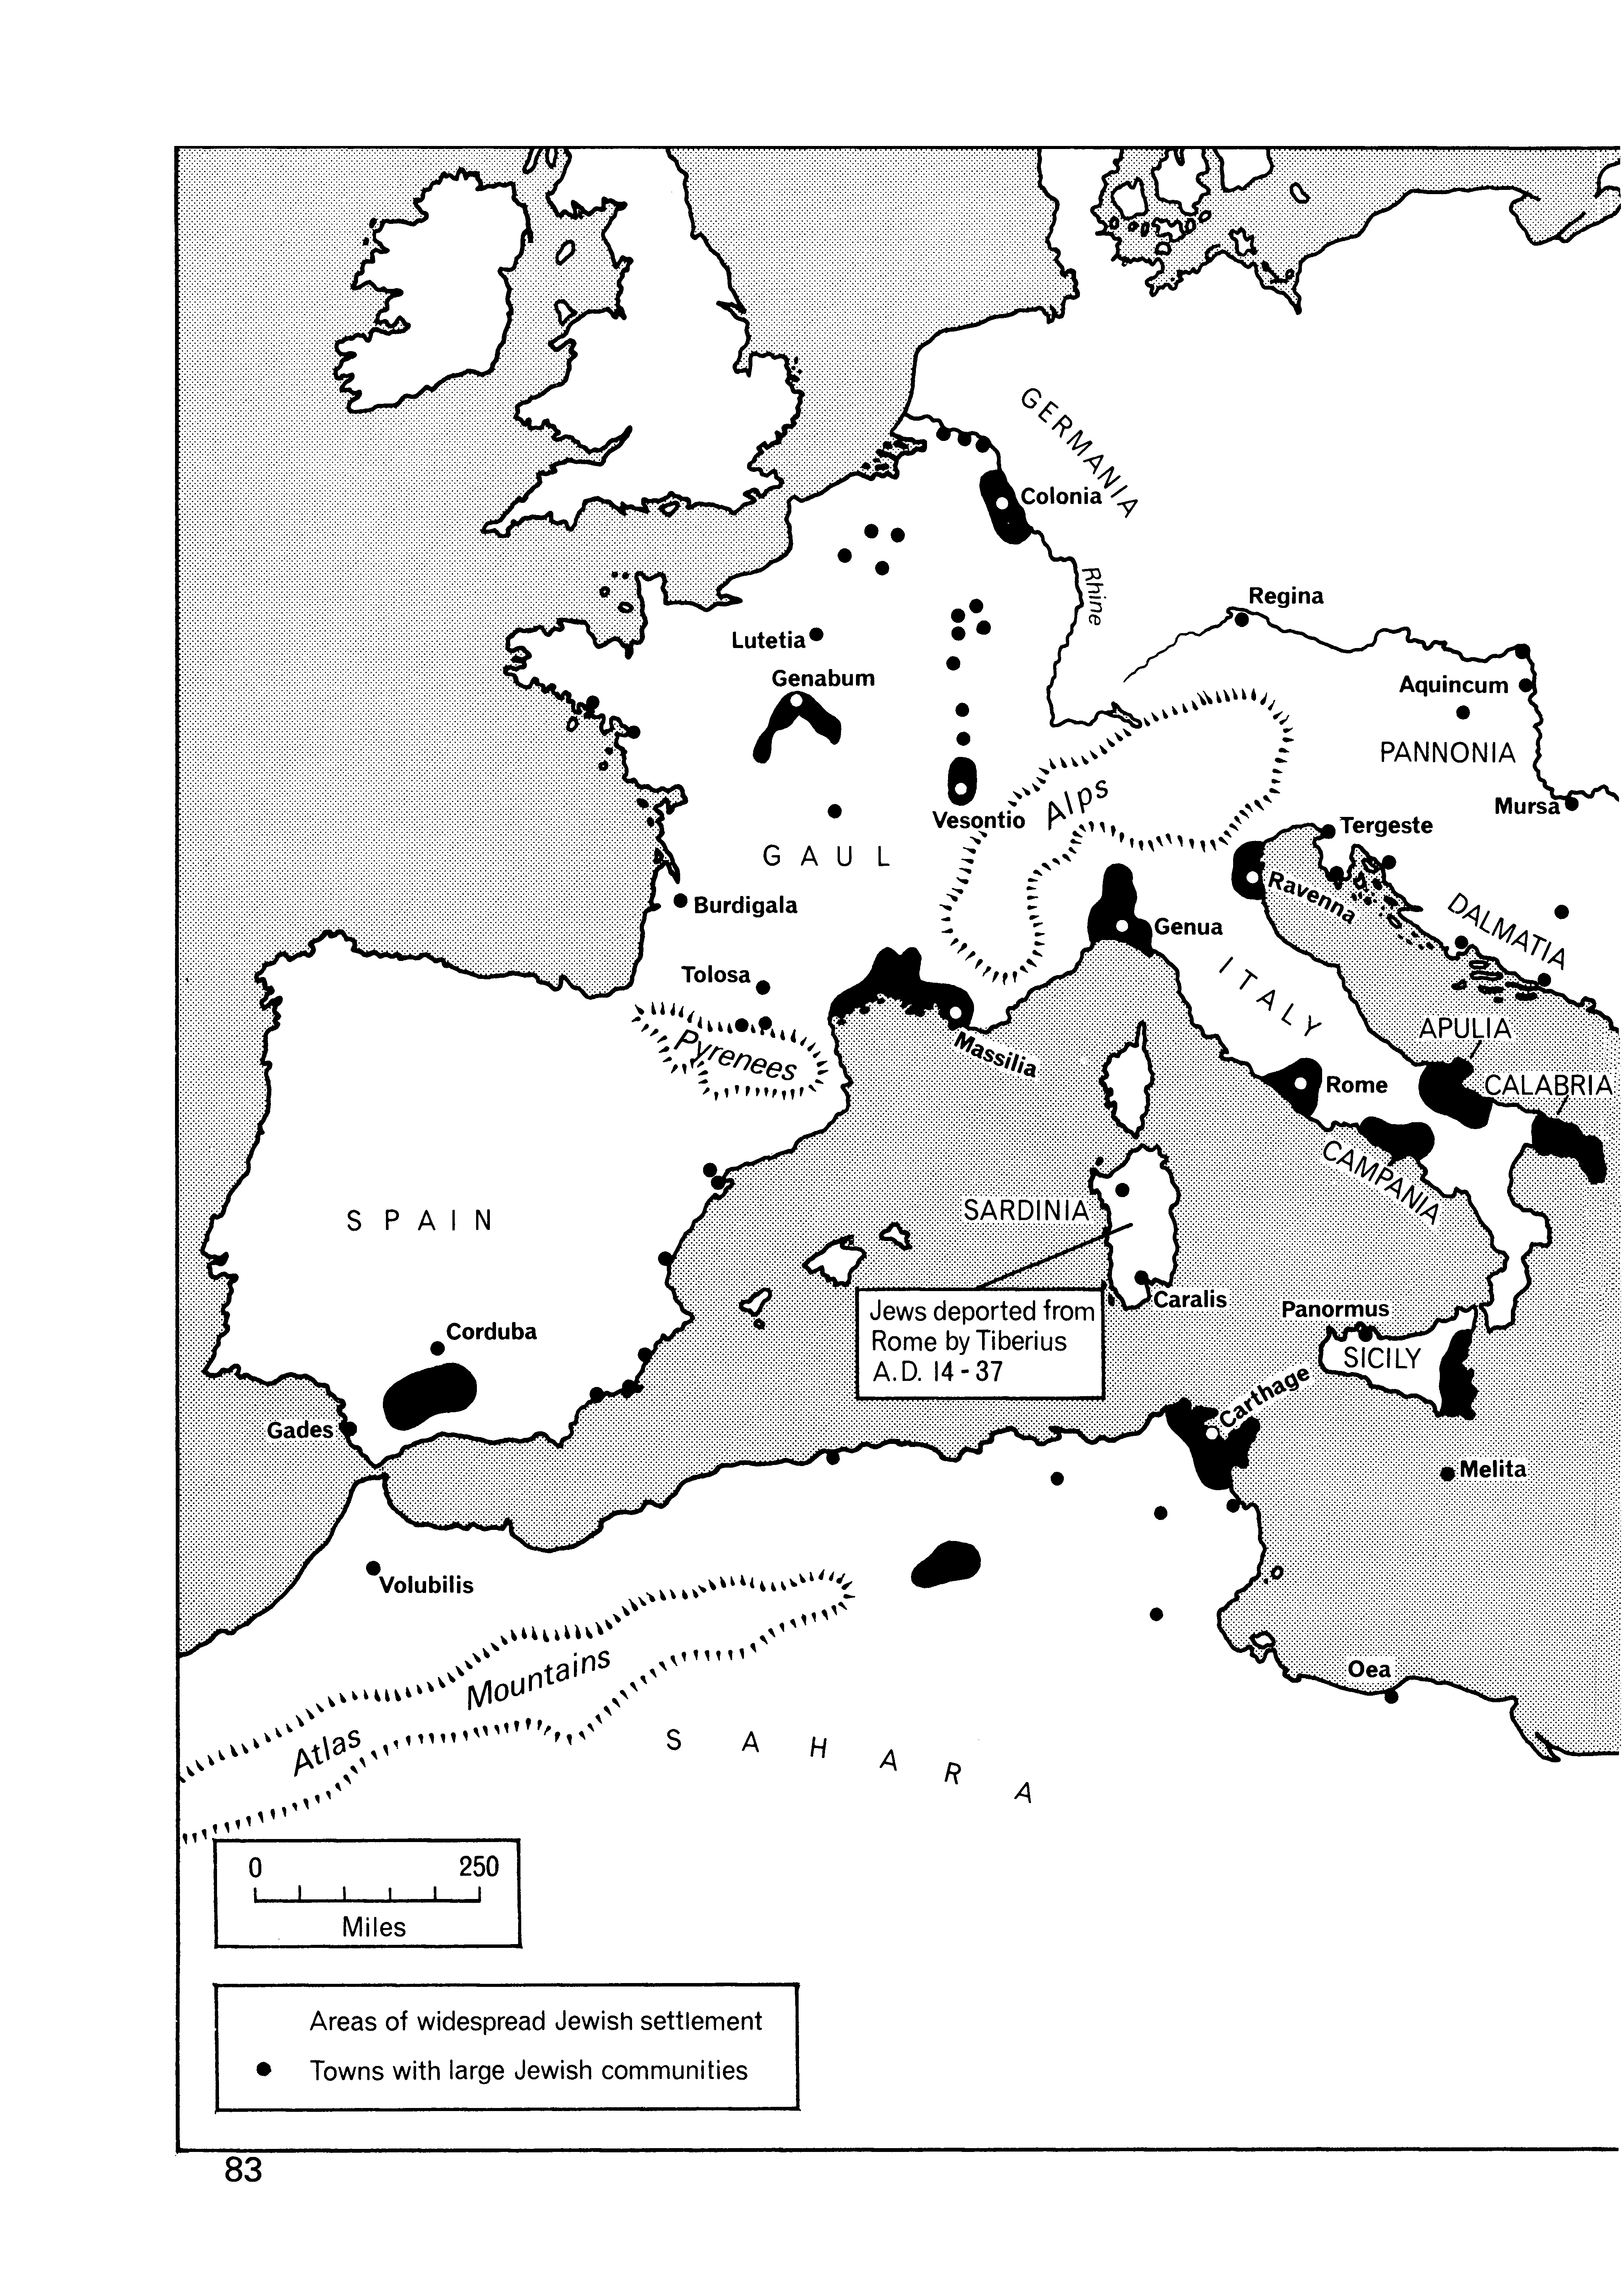 GERMANIA
Colonia
Rhine
Regina
Lutetia
Genabum
Aquincum
PANNONIA
Vesontio
Alps
Mursa
Tergeste
GAUL
Ravenna
Burdigala
DALMATIA
Genua
ITALY
Tolosa
Pyrenees
Massilia
APULIA
Rome
CALABRIA
CAMPANIA
SPAIN
SARDINIA
Jews deported from
Rome by Tiberius
A.D. 14 - 37
Caralis
Panormus
SICILY
Corduba
Carthage
Gades
Melita
Volubilis
Atlas Mountains
Oea
SAHARA
0 250
Miles
Areas of widespread Jewish settlement
Towns with large Jewish communities
83